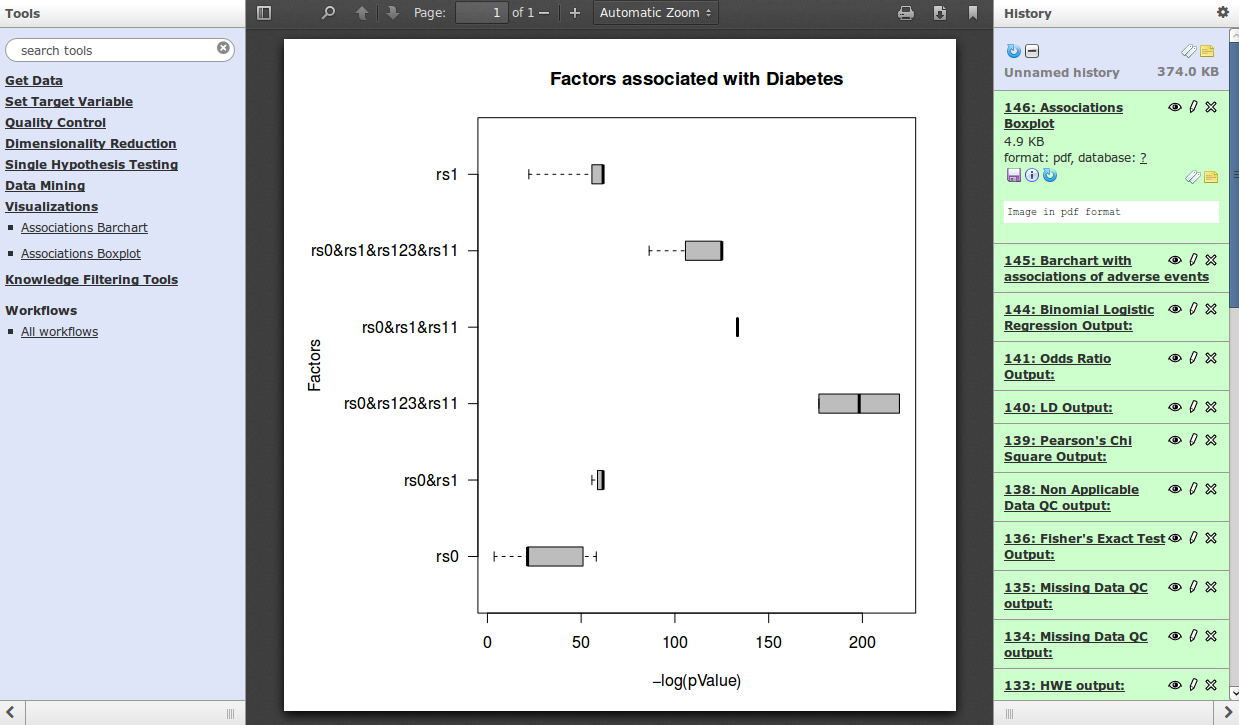 Tools
search tools
Get Data
Set Target Variable
Quality Control
Dimensionality Reduction
Single Hypothesis Testing
Data Mining
Visualizations
Associations Barchart
Associations Boxplot
Knowledge Filtering Tools
Workflows
All workflows
Page: 1 of 1 − + Automatic Zoom
Factors associated with Diabetes
rs1
rs0&rs1&rs123&rs11
rs0&rs1&rs11
rs0&rs123&rs11
rs0&rs1
rs0
Factors
0 50 100 150 200
−log(pValue)
History
Unnamed history 374.0 KB
146: Associations
Boxplot
4.9 KB
format: pdf, database: ?
Image in pdf format
145: Barchart with
associations of adverse events
144: Binomial Logistic
Regression Output:
141: Odds Ratio
Output:
140: LD Output:
139: Pearson's Chi
Square Output:
138: Non Applicable
Data QC output:
136: Fisher's Exact Test
Output:
135: Missing Data QC
output:
134: Missing Data QC
output:
133: HWE output: